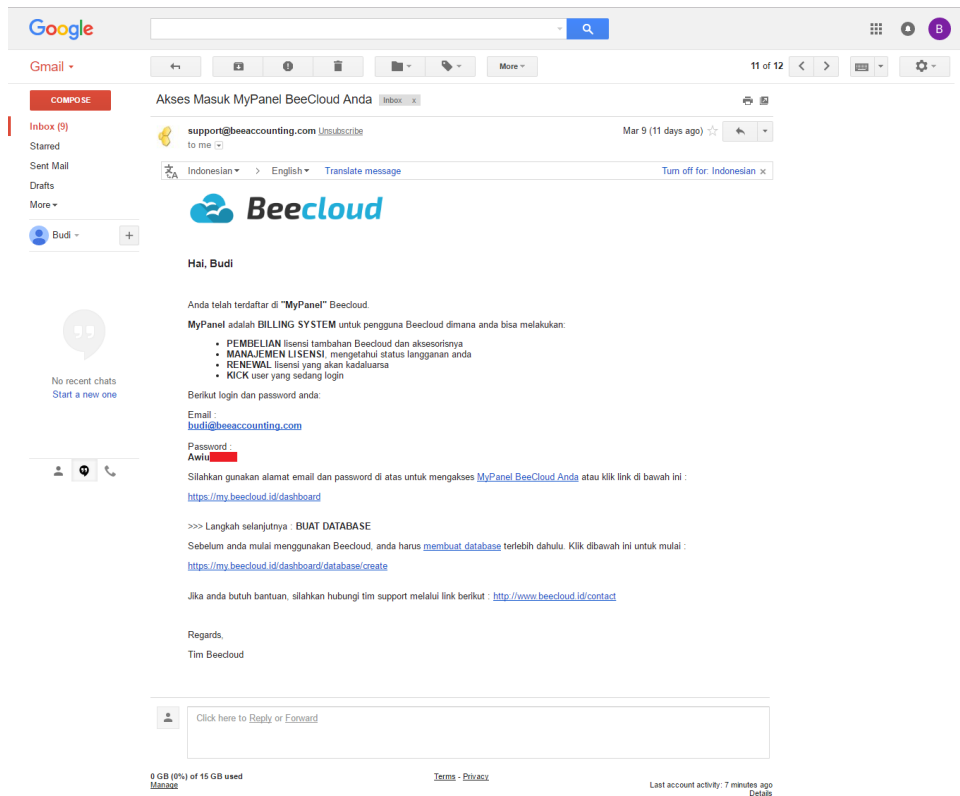 Google
B
Gmail
More
11 of 12
COMPOSE
Inbox (9)
Starred
Sent Mail
Drafts
More
Budi
+
No recent chats
Start a new one
Akses Masuk MyPanel BeeCloud Anda Inbox x
support@beeaccounting.com Unsubscribe
Mar 9 (11 days ago)
to me
Indonesian > English Translate message
Turn off for: Indonesian x
Beecloud
Hai, Budi
Anda telah terdaftar di "MyPanel" Beecloud.
MyPanel adalah BILLING SYSTEM untuk pengguna Beecloud dimana anda bisa melakukan:
• PEMBELIAN lisensi tambahan Beecloud dan aksesorisnya
• MANAJEMEN LISENSI, mengetahui status langganan anda
• RENEWAL lisensi yang akan kadaluarsa
• KICK user yang sedang login
Berikut login dan password anda:
Email :
budi@beeaccounting.com
Password :
Awiu
Silahkan gunakan alamat email dan password di atas untuk mengakses MyPanel BeeCloud Anda atau klik link di bawah ini :
https://my.beecloud.id/dashboard
>>> Langkah selanjutnya : BUAT DATABASE
Sebelum anda mulai menggunakan Beecloud, anda harus membuat database terlebih dahulu. Klik dibawah ini untuk mulai :
https://my.beecloud.id/dashboard/database/create
Jika anda butuh bantuan, silahkan hubungi tim support melalui link berikut : http://www.beecloud.id/contact
Regards,
Tim Beecloud
Click here to Reply or Forward
0 GB (0%) of 15 GB used
Manage
Terms - Privacy
Last account activity: 7 minutes ago
Details